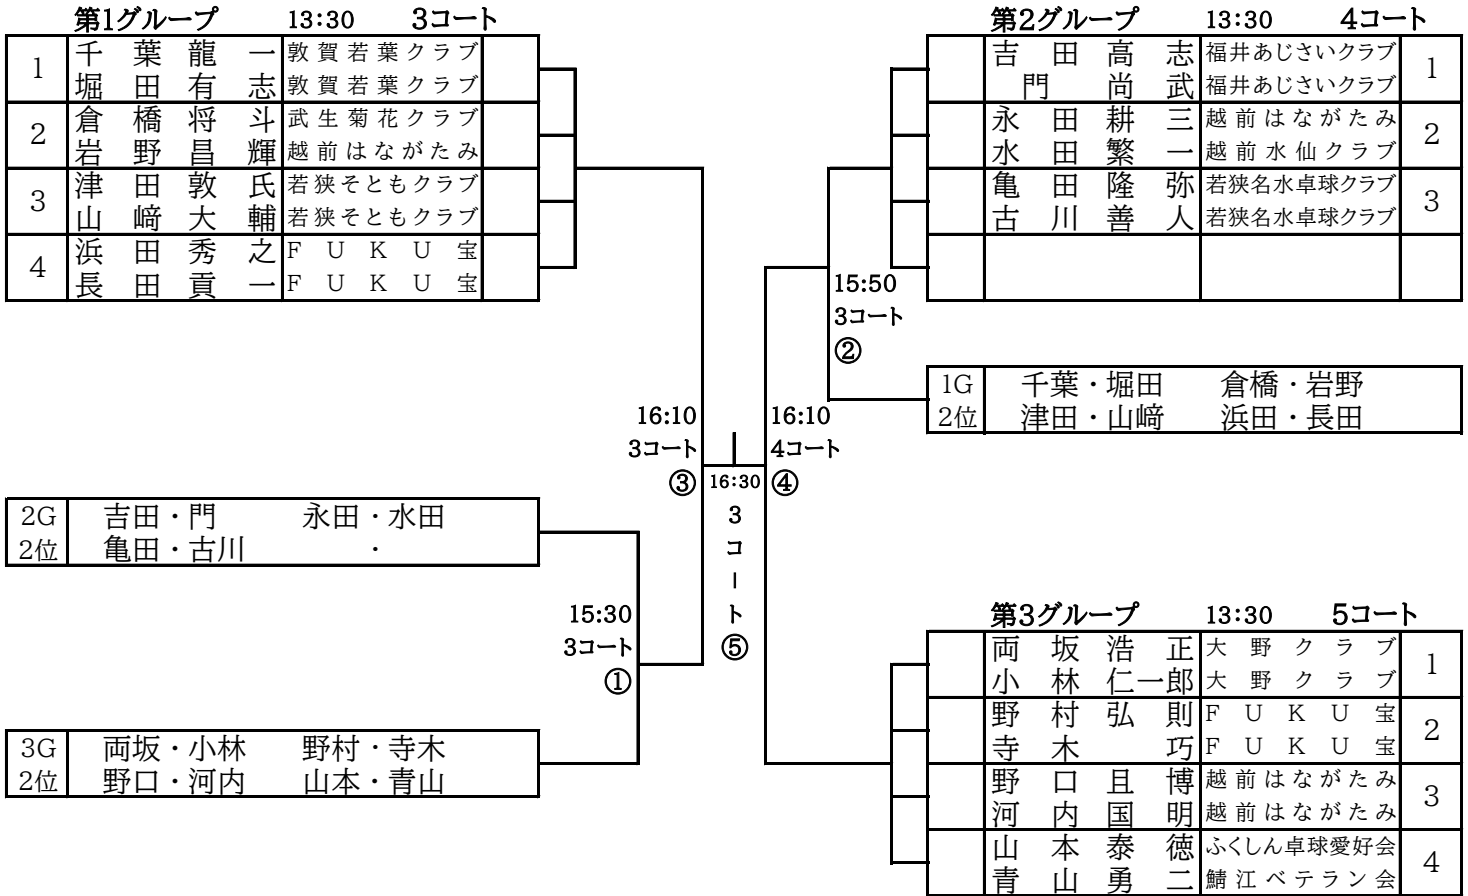 第1グループ 13:30 3コート
1 千葉龍一 敦賀若葉クラブ
堀田有志 敦賀若葉クラブ
2 倉橋将斗 武生菊花クラブ
岩野昌輝 越前はながたみ
3 津田敦氏 若狭そともクラブ
山﨑大輔 若狭そともクラブ
4 浜田秀之 FUKU宝
長田貢一 FUKU宝
第2グループ 13:30 4コート
吉田高志 福井あじさいクラブ 1
門尚武 福井あじさいクラブ
永田耕三 越前はながたみ 2
水田繁一 越前水仙クラブ
亀田隆弥 若狭名水卓球クラブ 3
古川善人 若狭名水卓球クラブ
15:50
3コート
②
1G 千葉・堀田 倉橋・岩野
2位 津田・山﨑 浜田・長田
16:10
3コート
③
16:10
4コート
④
16:30
3コート
⑤
2G 吉田・門 永田・水田
2位 亀田・古川 ・
15:30
3コート
①
3G 両坂・小林 野村・寺木
2位 野口・河内 山本・青山
第3グループ 13:30 5コート
両坂浩正 大野クラブ 1
小林仁一郎 大野クラブ
野村弘則 FUKU宝 2
寺木巧 FUKU宝
野口且博 越前はながたみ 3
河内国明 越前はながたみ
山本泰徳 ふくしん卓球愛好会 4
青山勇二 鯖江ベテラン会